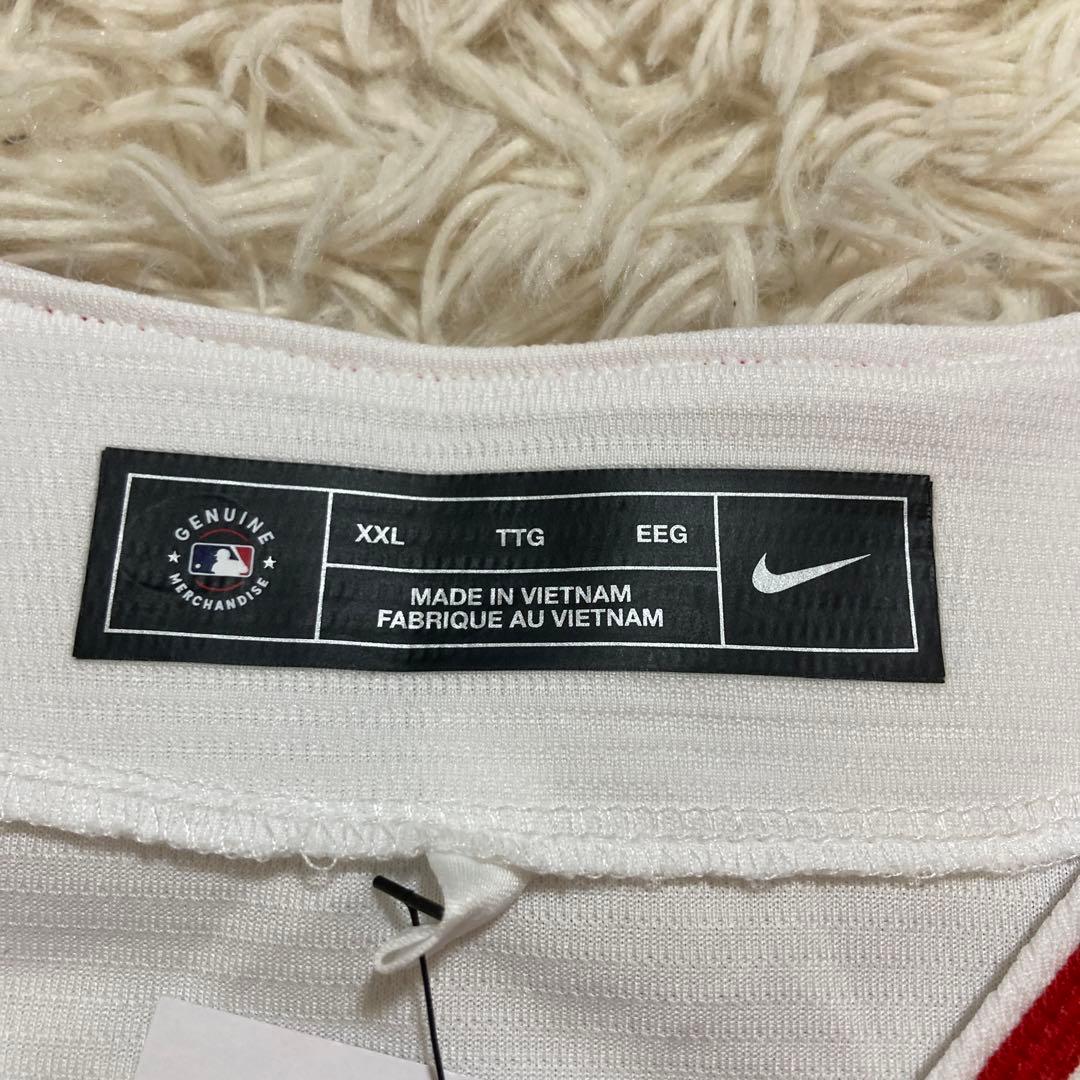 GENUINE
MERCHANDISE
XXL TTG EEG
MADE IN VIETNAM
FABRIQUE AU VIETNAM